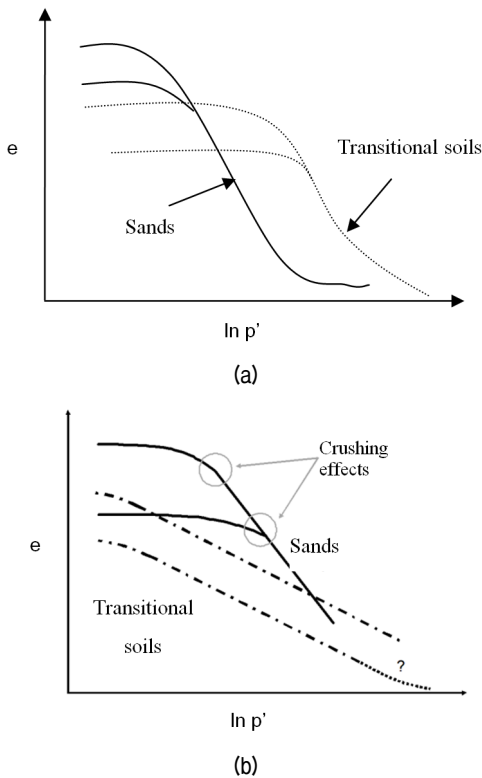 e
Transitional soils
Sands
ln p’
(a)
Crushing
effects
e
Sands
Transitional
soils
?
ln p’
(b)